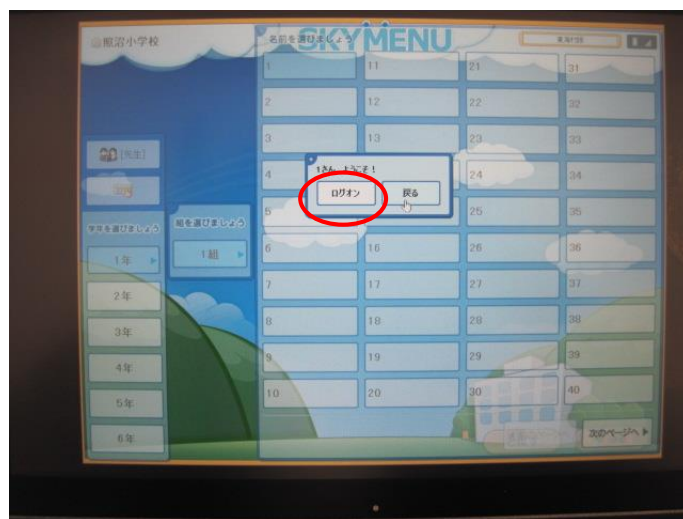 照沼小学校
SKYMENU
名前を選びましょう
1 11 21 31
2 12 22 32
3 13 23 33
[先生]
4 24 34
1さん ようこそ!
ログオン 戻る
5 25 35
学年を選びましょう 組を選びましょう
1年 1組
6 16 26 36
2年
7 17 27 37
3年
8 18 28 38
4年
9 19 29 39
5年
10 20 30 40
6年
次のページへ